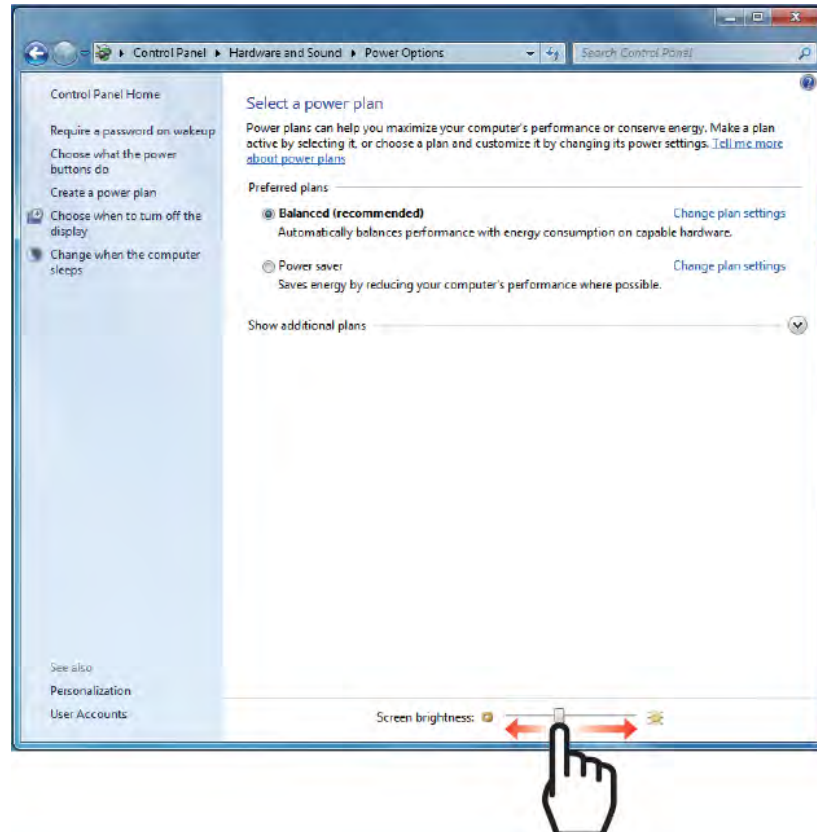 Control Panel ▸ Hardware and Sound ▸ Power Options
Search Control Panel
Control Panel Home
Require a password on wakeup
Choose what the power
buttons do
Create a power plan
Choose when to turn off the
display
Change when the computer
sleeps
Select a power plan
Power plans can help you maximize your computer's performance or conserve energy. Make a plan
active by selecting it, or choose a plan and customize it by changing its power settings. Tell me more
about power plans
Preferred plans
Balanced (recommended) Change plan settings
Automatically balances performance with energy consumption on capable hardware.
Power saver Change plan settings
Saves energy by reducing your computer's performance where possible.
Show additional plans
See also
Personalization
User Accounts
Screen brightness: